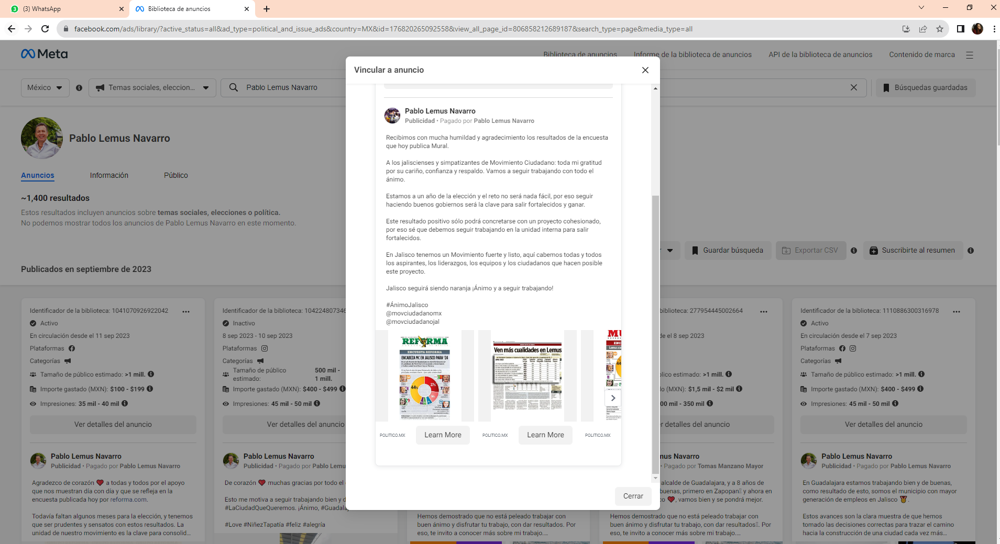 (3) WhatsApp
Biblioteca de anuncios
facebook.com/ads/library/?active_status=all&ad_type=political_and_issue_ads&country=MX&id=176820265092558&view_all_page_id=806858212689187&search_type=page&media_type=all
Meta
Biblioteca de anuncios
Informe de la biblioteca de anuncios
API de la biblioteca de anuncios
Contenido de marca
México
Temas sociales, eleccion...
Pablo Lemus Navarro
Búsquedas guardadas
Pablo Lemus Navarro
Anuncios
Información
Público
~1,400 resultados
Estos resultados incluyen anuncios sobre temas sociales, elecciones o política.
No podemos mostrar todos los anuncios de Pablo Lemus Navarro en este momento.
Guardar búsqueda
Exportar CSV
Suscribirte al resumen
Publicados en septiembre de 2023
Vincular a anuncio
Pablo Lemus Navarro
Publicidad • Pagado por Pablo Lemus Navarro
Recibimos con mucha humildad y agradecimiento los resultados de la encuesta
que hoy publica Mural.
A los jaliscienses y simpatizantes de Movimiento Ciudadano: toda mi gratitud
por su cariño, confianza y respaldo. Vamos a seguir trabajando con todo el
ánimo.
Estamos a un año de la elección y el reto no será nada fácil, por eso seguir
haciendo buenos gobiernos será la clave para salir fortalecidos y ganar.
Este resultado positivo sólo podrá concretarse con un proyecto cohesionado,
por eso sé que debemos seguir trabajando en la unidad interna para salir
fortalecidos.
En Jalisco tenemos un Movimiento fuerte y listo, aquí cabemos todas y todos
los aspirantes, los liderazgos, los equipos y los ciudadanos que hacen posible
este proyecto.
Jalisco seguirá siendo naranja ¡Ánimo y a seguir trabajando!
#ÁnimoJalisco
@movciudadanomx
@movciudadanojal
REFORMA
ENCUESTA REFORMA
ENCABEZA MC EN JALISCO PARA '24
44%
27%
Ven más cualidades en Lemus
MU
POLITICO.MX
Learn More
POLITICO.MX
Learn More
POLITICO.MX
Cerrar
Identificador de la biblioteca: 1041070926922042
Activo
En circulación desde el 11 sep 2023
Plataformas
Categorías
Tamaño de público estimado: >1 mill.
Importe gastado (MXN): $100 - $199
Impresiones: 35 mil - 40 mil
Ver detalles del anuncio
Pablo Lemus Navarro
Publicidad • Pagado por Pablo Lemus Navarro
Agradezco de corazón ❤️ a todas y todos por el apoyo
que nos muestran día con día y que se refleja en la
encuesta publicada hoy por reforma.com.
Todavía faltan algunos meses para la elección, y tenemos
que ser prudentes y sensatos con estos resultados. La
unidad de nuestro movimiento es la clave para consolid...
Identificador de la biblioteca: 104224807346
Inactivo
8 sep 2023 - 10 sep 2023
Plataformas
Categorías
Tamaño de público estimado: 500 mil - 1 mill.
Importe gastado (MXN): $400 - $499
Impresiones: 45 mil - 50 mil
Ver detalles del anuncio
Pablo Lemus Navarro
Publicidad • Pagado por Pablo Lemu
De corazón ❤️ muchas gracias por todo el
Esto me motiva a seguir trabajando bien y d
#LaCiudadQueQueremos. ¡Ánimo, #Guadala
#Love #NiñezTapatía #feliz #alegría
Hemos demostrado que no está peleado trabajar con
buen ánimo y disfrutar tu trabajo, con dar resultados. Por
eso, te invito a conocer más sobre mi trabajo....
biblioteca: 277954445002664
de el 8 sep 2023
blico estimado: >1 mill.
do (MXN): $1,5 mil - $2 mil
00 mil - 350 mil
r detalles del anuncio
mus Navarro
• Pagado por Tomas Manzano Mayor
alcalde de Guadalajara, y a 8 años de
buenas, primero en Zapopan y ahora en
co ❤️, vamos bien y se pondrá mejor.
Hemos demostrado que no está peleado trabajar con
buen ánimo y disfrutar tu trabajo, con dar resultados. Por
eso, te invito a conocer más sobre mi trabajo....
Identificador de la biblioteca: 1110886300316978
Activo
En circulación desde el 7 sep 2023
Plataformas
Categorías
Tamaño de público estimado: >1 mill.
Importe gastado (MXN): $400 - $499
Impresiones: 45 mil - 50 mil
Ver detalles del anuncio
Pablo Lemus Navarro
Publicidad • Pagado por Pablo Lemus Navarro
En Guadalajara estamos trabajando bien y de buenas,
como resultado de esto, somos el municipio con mayor
generación de empleos en Jalisco 🏅.
Estos avances son la clara muestra de que hemos
tomado las decisiones correctas para trazar el camino
hacia la construcción de una ciudad cada vez más...